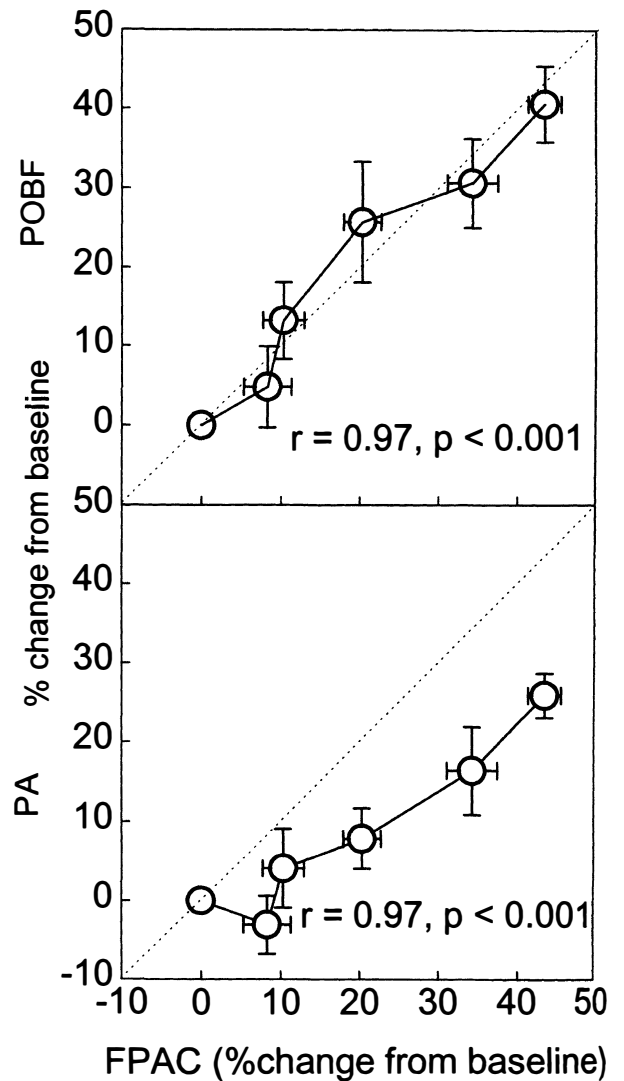 50
40
30
20
10
0
POBF
r = 0.97, p < 0.001
% change from baseline
50
40
30
20
10
0
-10
PA
r = 0.97, p < 0.001
-10 0 10 20 30 40 50
FPAC (%change from baseline)